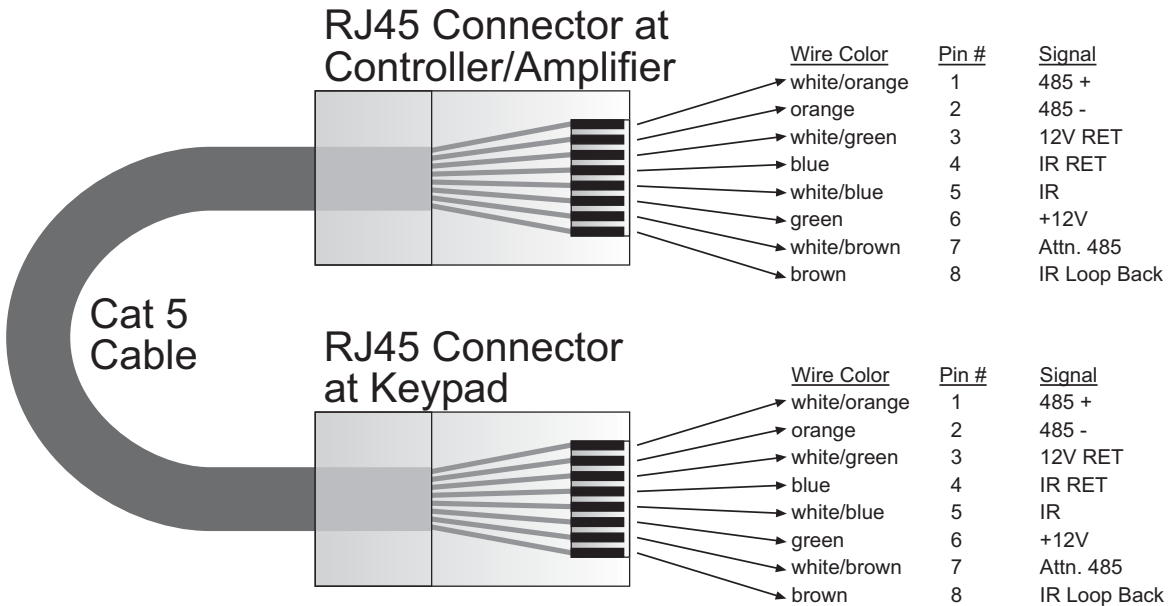 RJ45 Connector at
Controller/Amplifier
Wire Color Pin # Signal
white/orange 1 485 +
orange 2 485 -
white/green 3 12V RET
blue 4 IR RET
white/blue 5 IR
green 6 +12V
white/brown 7 Attn. 485
brown 8 IR Loop Back
Cat 5
Cable
RJ45 Connector
at Keypad
Wire Color Pin # Signal
white/orange 1 485 +
orange 2 485 -
white/green 3 12V RET
blue 4 IR RET
white/blue 5 IR
green 6 +12V
white/brown 7 Attn. 485
brown 8 IR Loop Back